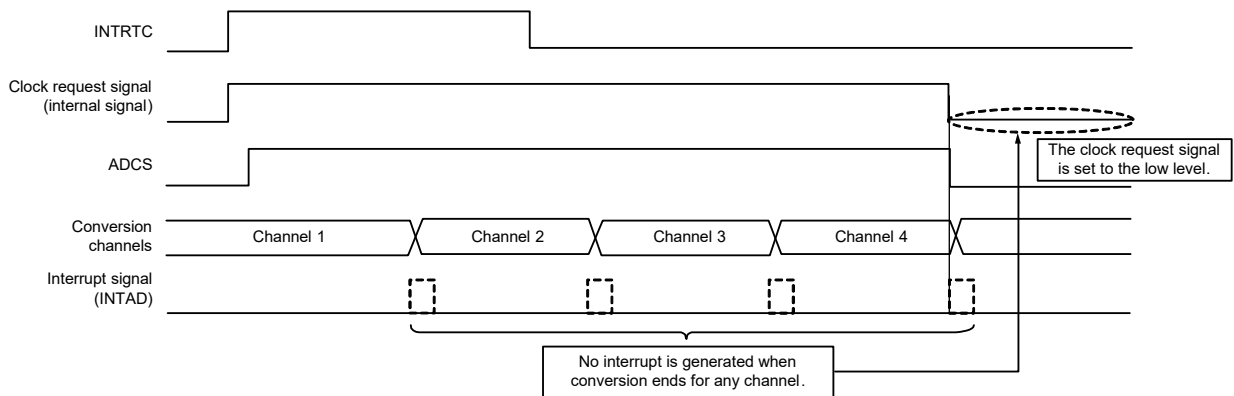 INTRTC
Clock request signal
(internal signal)
The clock request signal
is set to the low level.
ADCS
Conversion
channels
Channel 1
Channel 2
Channel 3
Channel 4
Interrupt signal
(INTAD)
No interrupt is generated when
conversion ends for any channel.